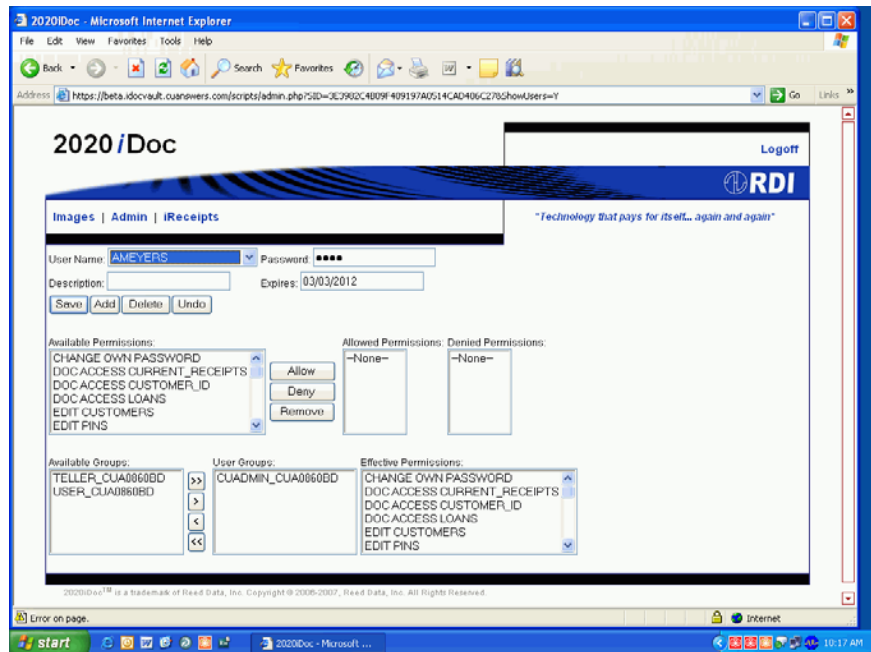 2020iDoc - Microsoft Internet Explorer
File Edit View Favorites Tools Help
Back Search Favorites
Address https://beta.idocvault.cuanswers.com/scripts/admin.php? Go Links »
2020 iDoc
Logoff
RDI
Images | Admin | iReceipts
"Technology that pays for itself... again and again"
User Name: AMEYERS Password: ••••
Description: Expires: 03/03/2012
Save Add Delete Undo
Available Permissions: Allowed Permissions: Denied Permissions:
CHANGE OWN PASSWORD --None-- --None--
DOC ACCESS CURRENT_RECEIPTS Allow
DOC ACCESS CUSTOMER_ID
DOC ACCESS LOANS Deny
EDIT CUSTOMERS Remove
EDIT PINS
Available Groups: User Groups: Effective Permissions:
TELLER_CUA0860BD >> CUADMIN_CUA0860BD CHANGE OWN PASSWORD
USER_CUA0860BD DOC ACCESS CURRENT_RECEIPTS
> DOC ACCESS CUSTOMER_ID
< DOC ACCESS LOANS
EDIT CUSTOMERS
<< EDIT PINS
2020iDoc™ is a trademark of Reed Data, Inc. Copyright © 2006-2007, Reed Data, Inc. All Rights Reserved.
Error on page. Internet
start 2020iDoc - Microsoft ... 10:17 AM